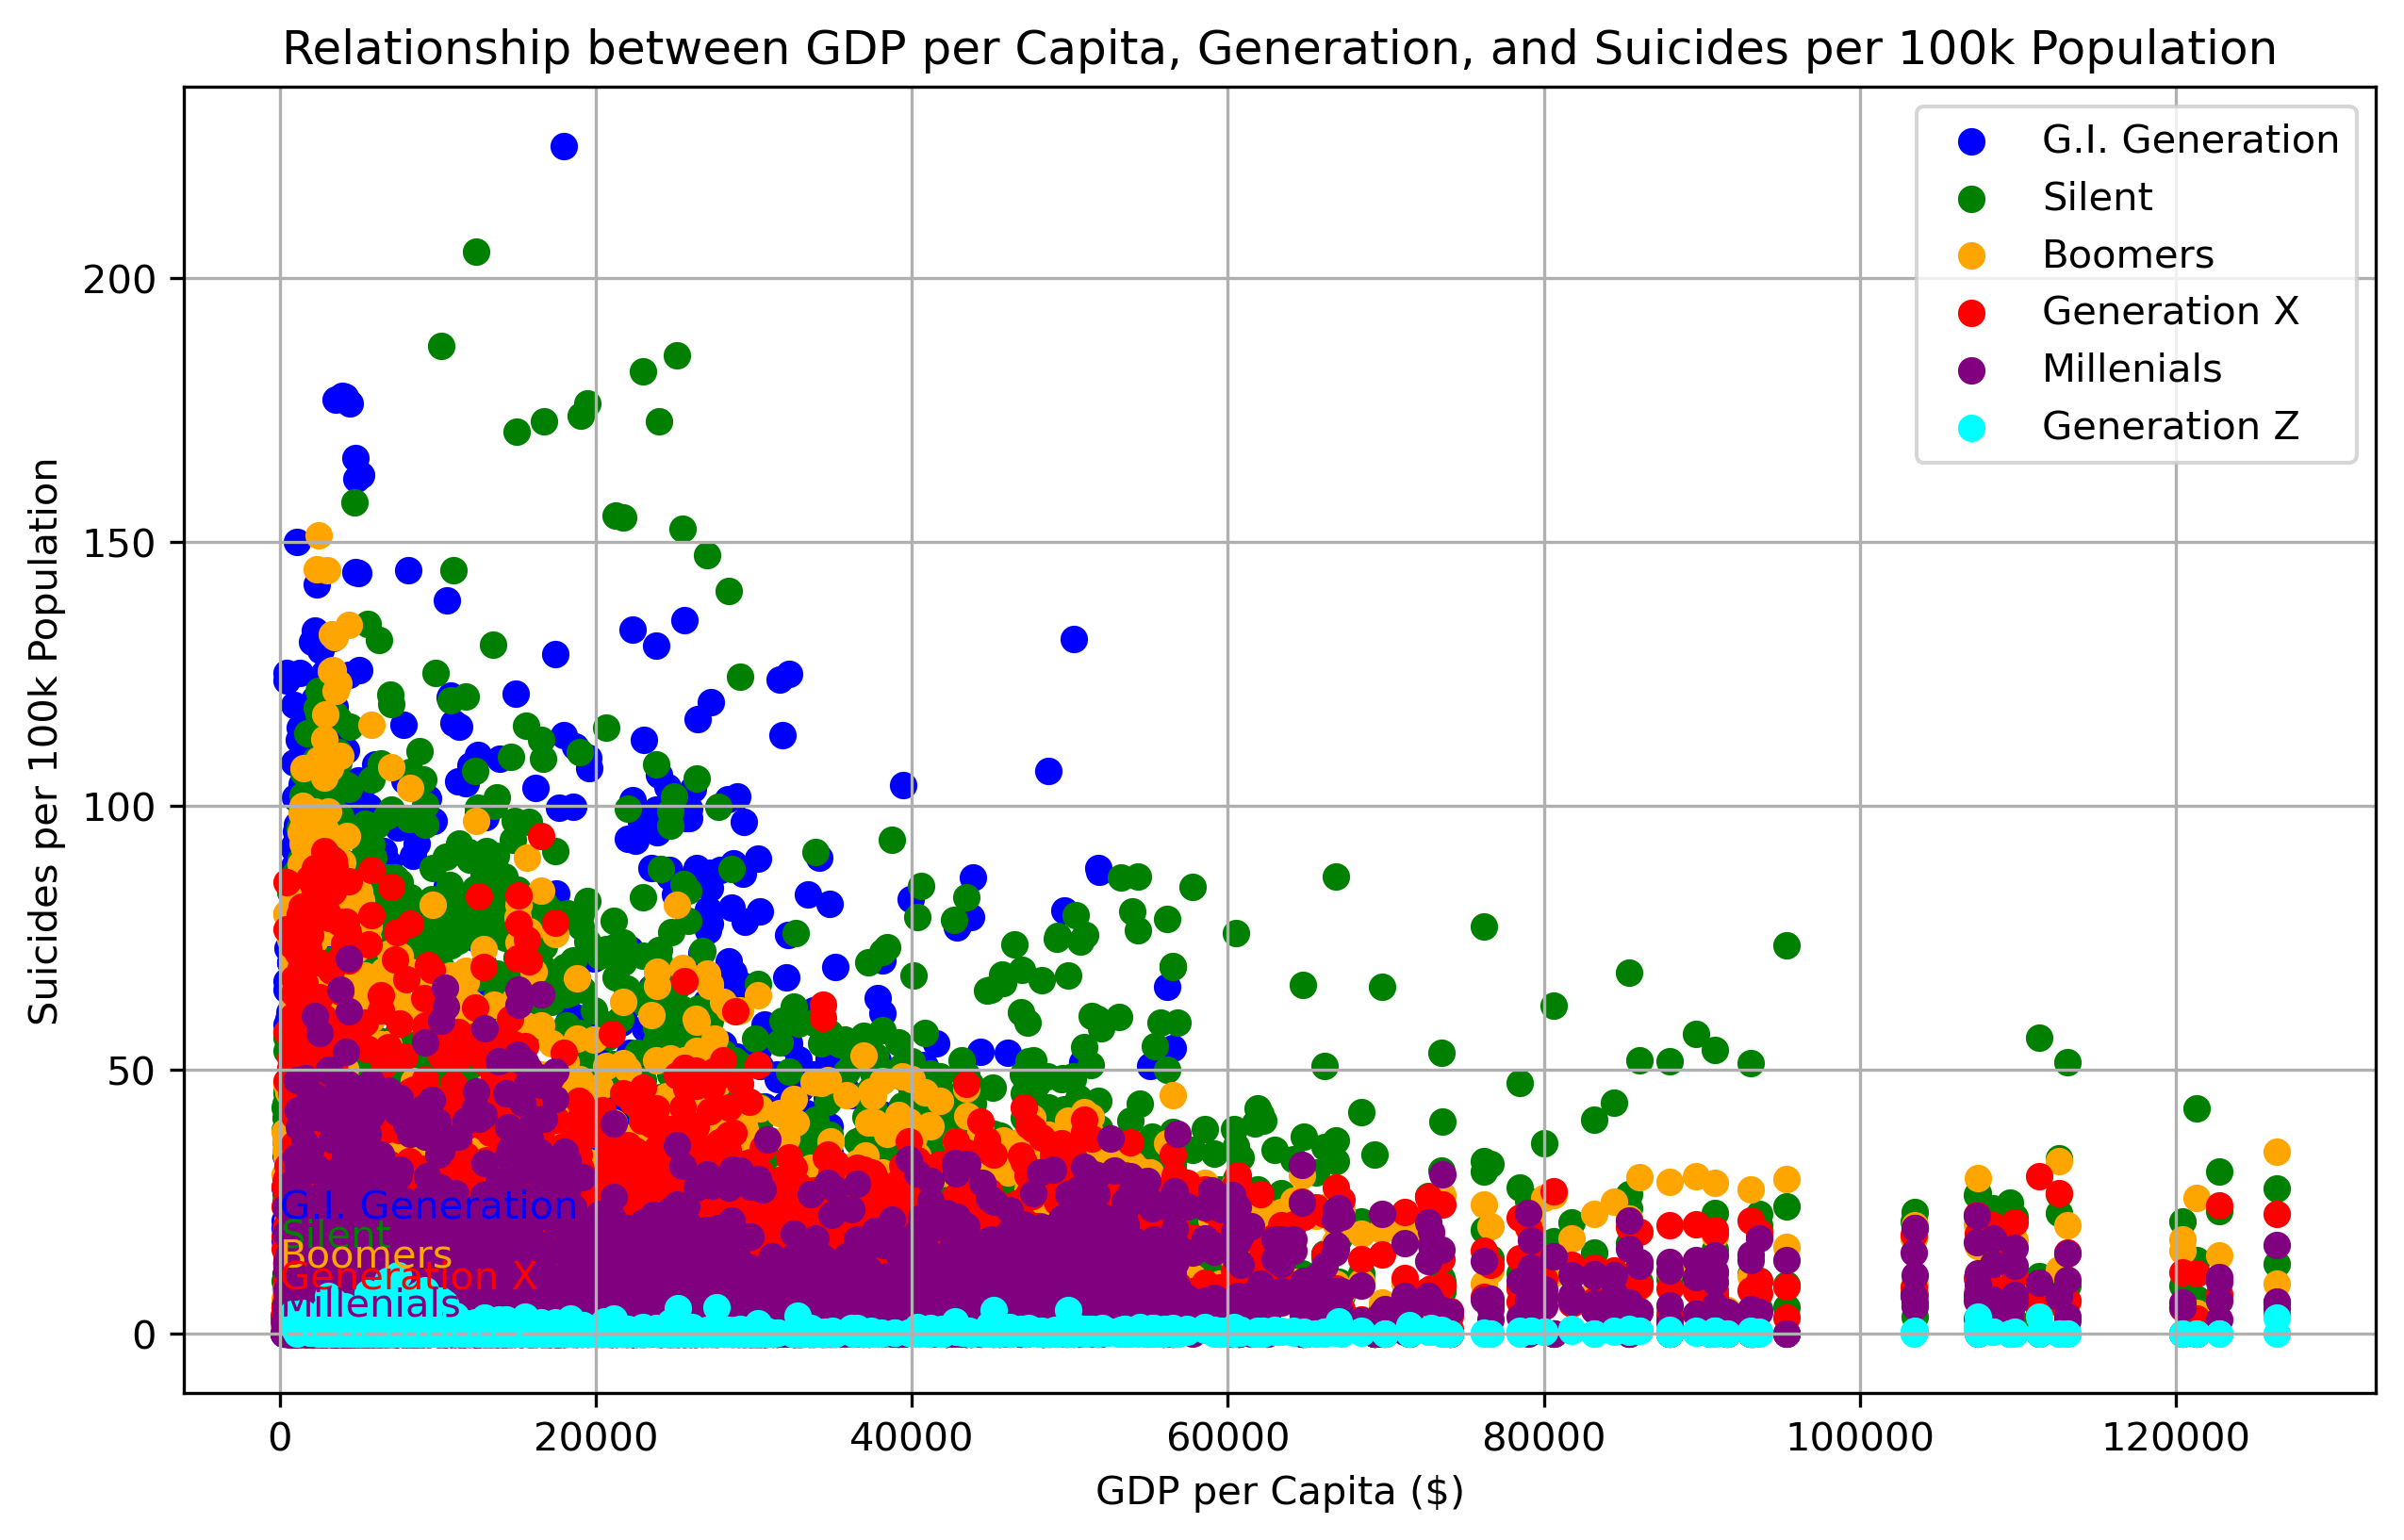 Relationship between GDP per Capita, Generation, and Suicides per 100k Population
G.I. Generation
Silent
Boomers
Generation X
Millenials
Generation Z
Suicides per 100k Population
200
150
100
50
0
G.I. Generation
Silent
Boomers
Generation X
Millenials
0
20000
40000
60000
80000
100000
120000
GDP per Capita ($)